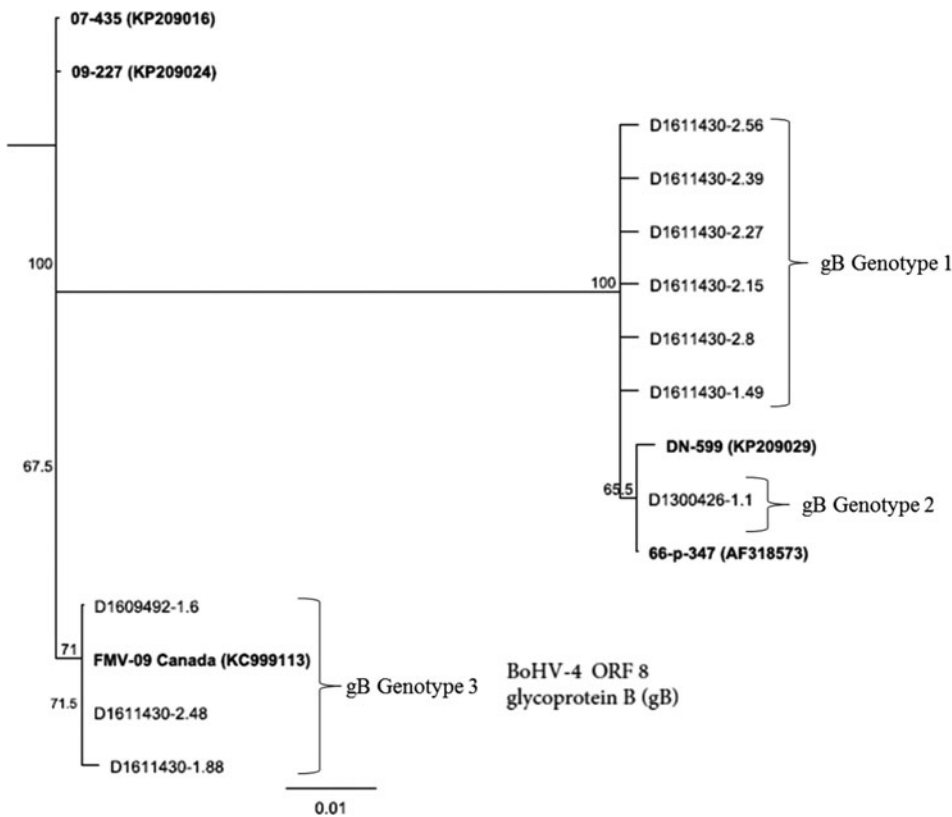 07-435 (KP209016)
09-227 (KP209024)
D1611430-2.56
D1611430-2.39
D1611430-2.27
gB Genotype 1
100
100
D1611430-2.15
D1611430-2.8
D1611430-1.49
DN-599 (KP209029)
67.5
65.5
D1300426-1.1
gB Genotype 2
66-p-347 (AF318573)
D1609492-1.6
71
FMV-09 Canada (KC999113)
gB Genotype 3
BoHV-4 ORF 8
glycoprotein B (gB)
71.5
D1611430-2.48
D1611430-1.88
0.01